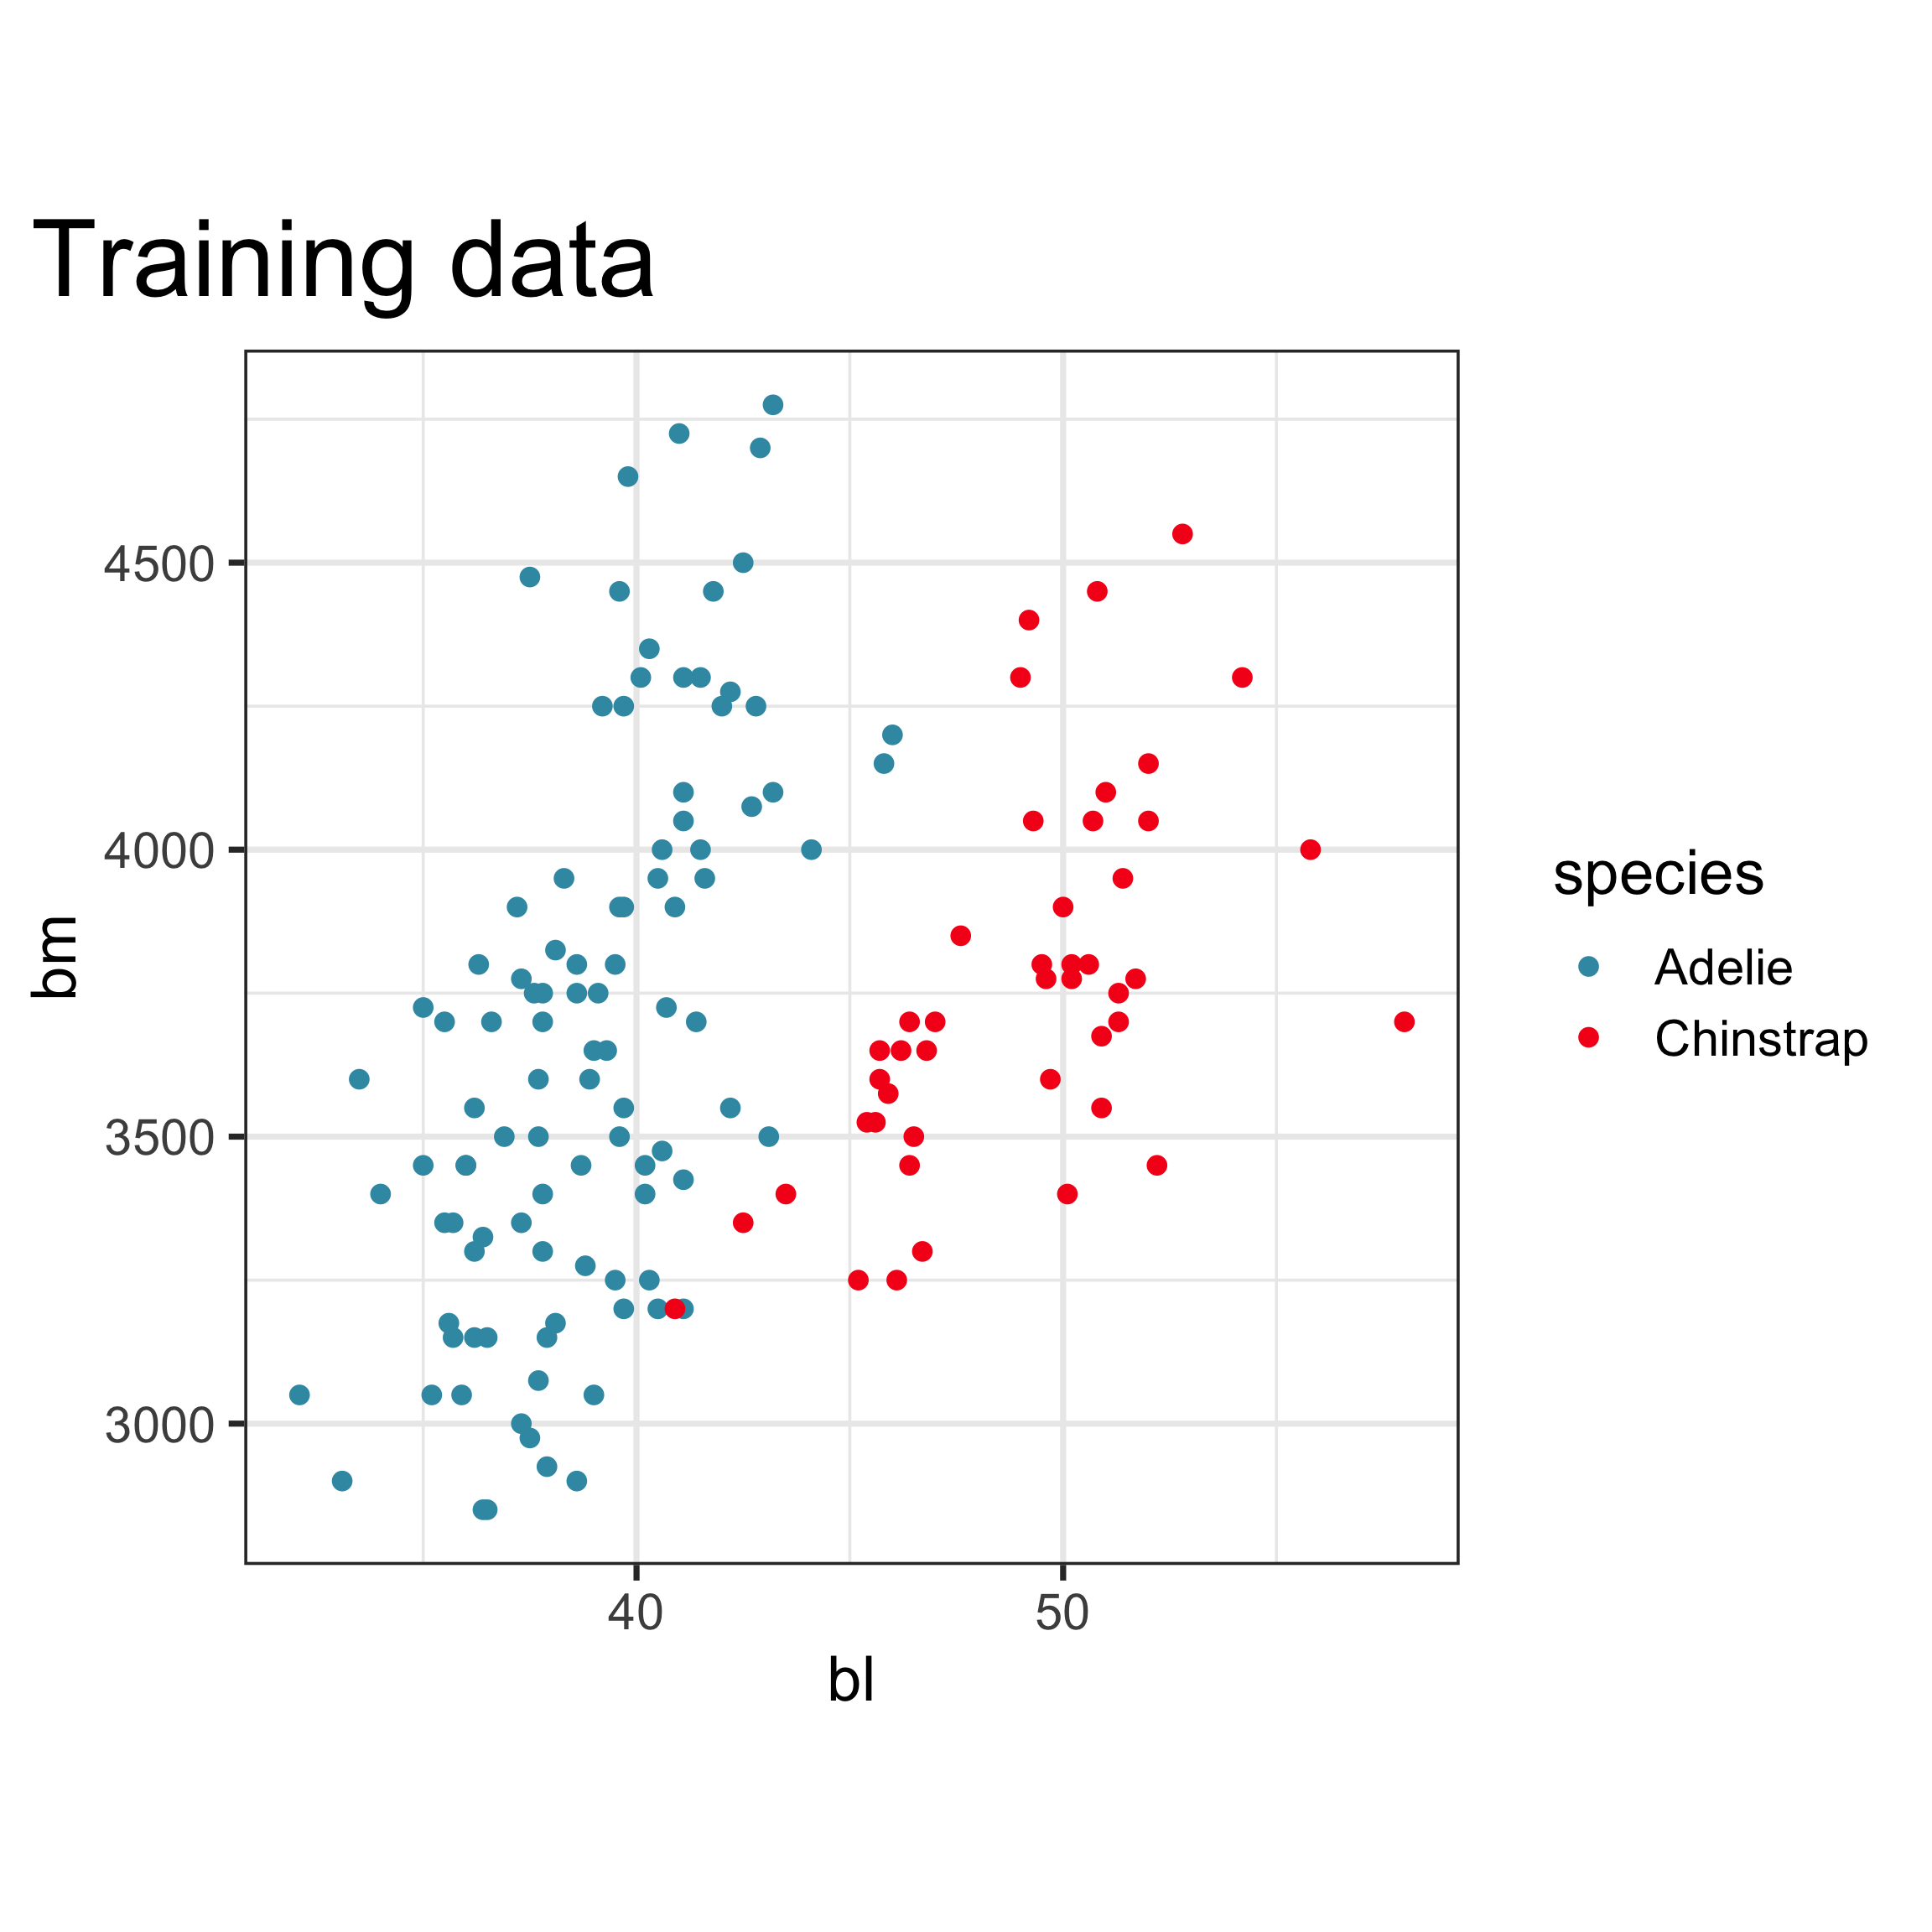 Training data
4500
4000
3500
3000
bm
40
50
bl
species
Adelie
Chinstrap